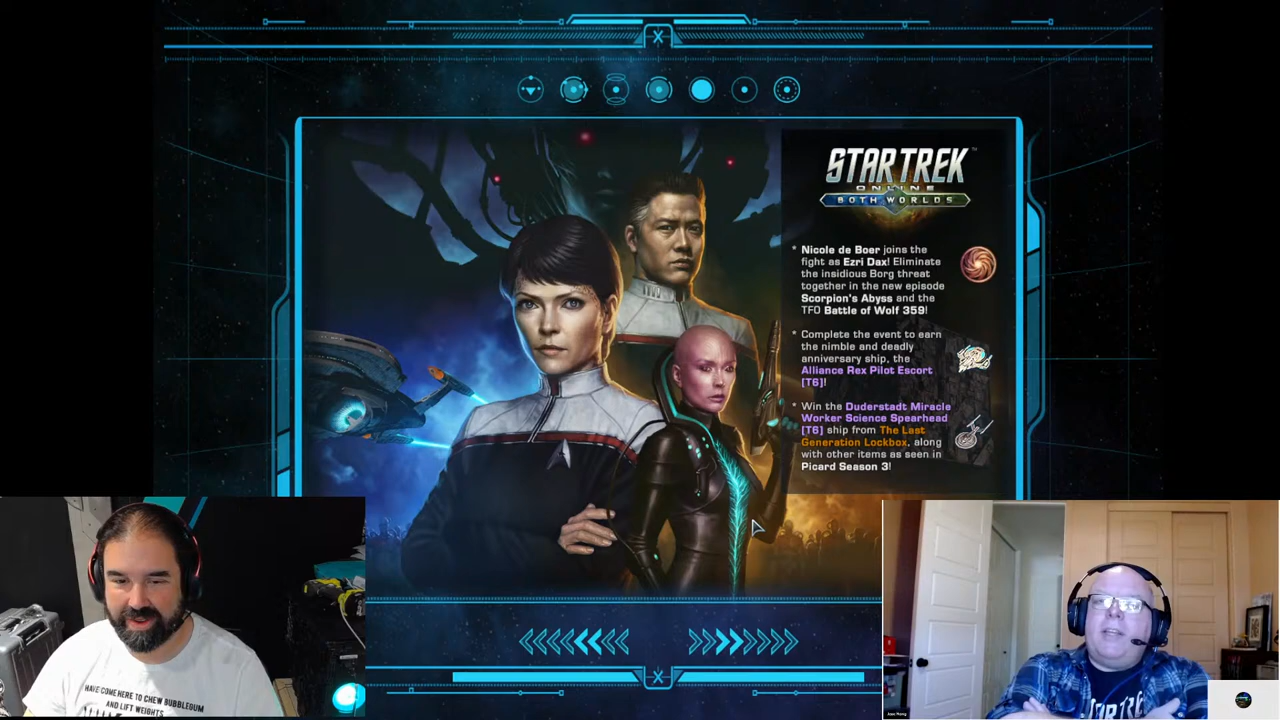 STAR TREK
ONLINE
BOTH WORLDS
* Nicole de Boer joins the
fight as Ezri Dax! Eliminate
the insidious Borg threat
together in the new episode
Scorpion's Abyss and the
TFO Battle of Wolf 359!
* Complete the event to earn
the nimble and deadly
anniversary ship, the
Alliance Rex Pilot Escort
[T6]!
* Win the Duderstadt Miracle
Worker Science Spearhead
[T6] ship from The Last
Generation Lockbox, along
with other items as seen in
Picard Season 3!
HAVE COME HERE TO CHEW BUBBLEGUM
AND LIFT WEIGHTS